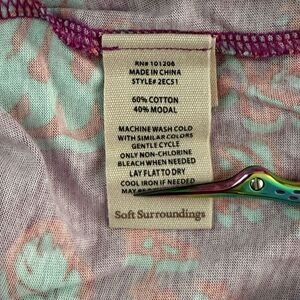 RN# 101206
MADE IN CHINA
STYLE# 2EC51
60% COTTON
40% MODAL
MACHINE WASH COLD
WITH SIMILAR COLORS
GENTLE CYCLE
ONLY NON-CHLORINE
BLEACH WHEN NEEDED
LAY FLAT TO DRY
COOL IRON IF NEEDED
MAY
Soft Surroundings